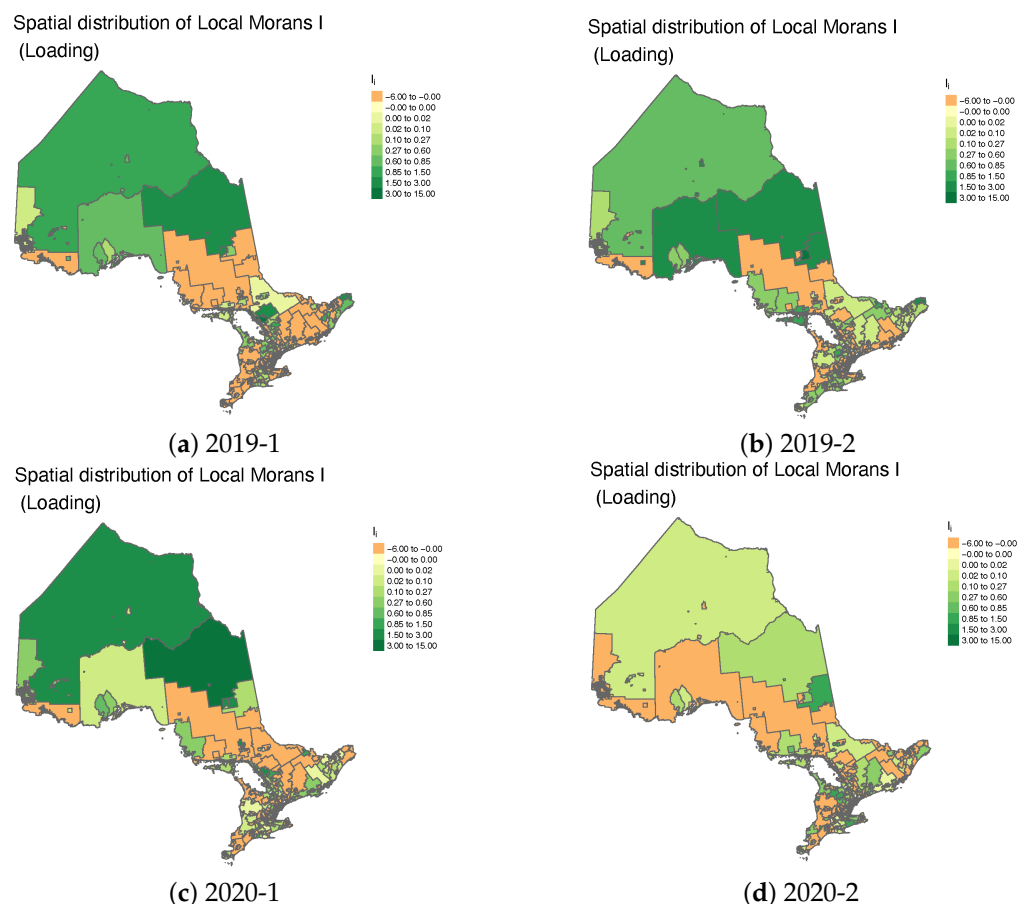 Spatial distribution of Local Morans I
(Loading)
Iᵢ
−6.00 to −0.00
−0.00 to 0.00
0.00 to 0.02
0.02 to 0.10
0.10 to 0.27
0.27 to 0.60
0.60 to 0.85
0.85 to 1.50
1.50 to 3.00
3.00 to 15.00
(a) 2019-1
Spatial distribution of Local Morans I
(Loading)
Iᵢ
−6.00 to −0.00
−0.00 to 0.00
0.00 to 0.02
0.02 to 0.10
0.10 to 0.27
0.27 to 0.60
0.60 to 0.85
0.85 to 1.50
1.50 to 3.00
3.00 to 15.00
(b) 2019-2
Spatial distribution of Local Morans I
(Loading)
Iᵢ
−6.00 to −0.00
−0.00 to 0.00
0.00 to 0.02
0.02 to 0.10
0.10 to 0.27
0.27 to 0.60
0.60 to 0.85
0.85 to 1.50
1.50 to 3.00
3.00 to 15.00
(c) 2020-1
Spatial distribution of Local Morans I
(Loading)
Iᵢ
−6.00 to −0.00
−0.00 to 0.00
0.00 to 0.02
0.02 to 0.10
0.10 to 0.27
0.27 to 0.60
0.60 to 0.85
0.85 to 1.50
1.50 to 3.00
3.00 to 15.00
(d) 2020-2